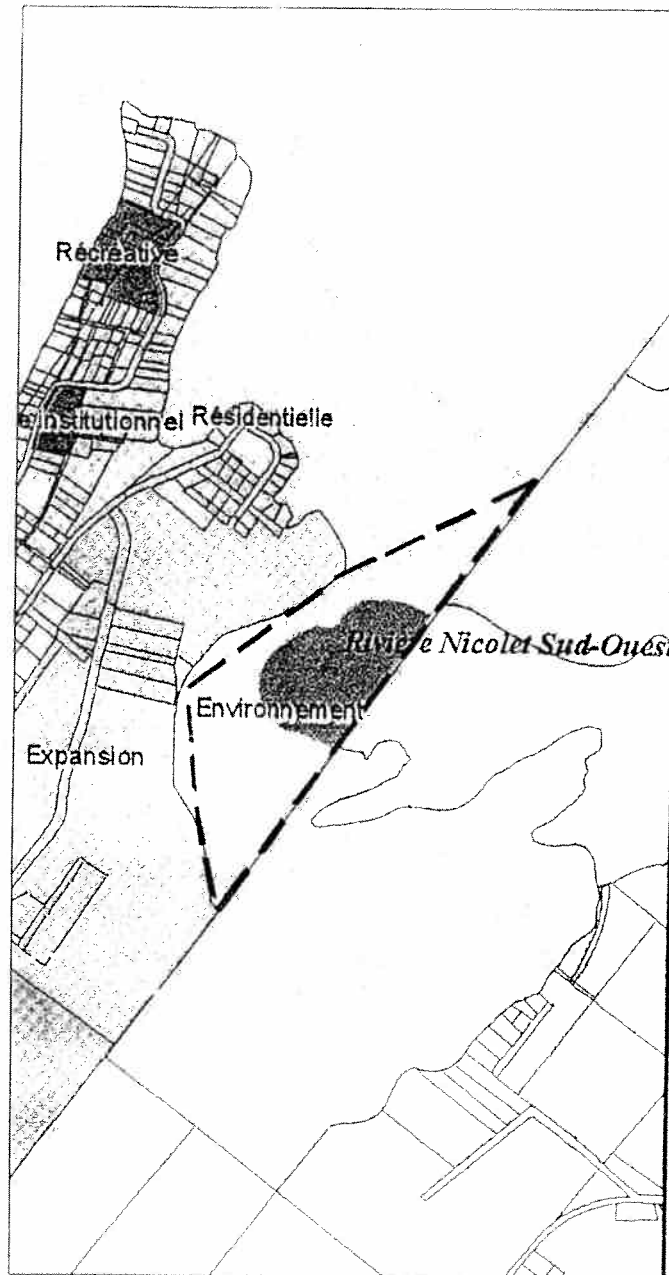 Récréative
e
Institutionnel
Résidentielle
Rivière Nicolet Sud-Ouest
Environnement
Expansion